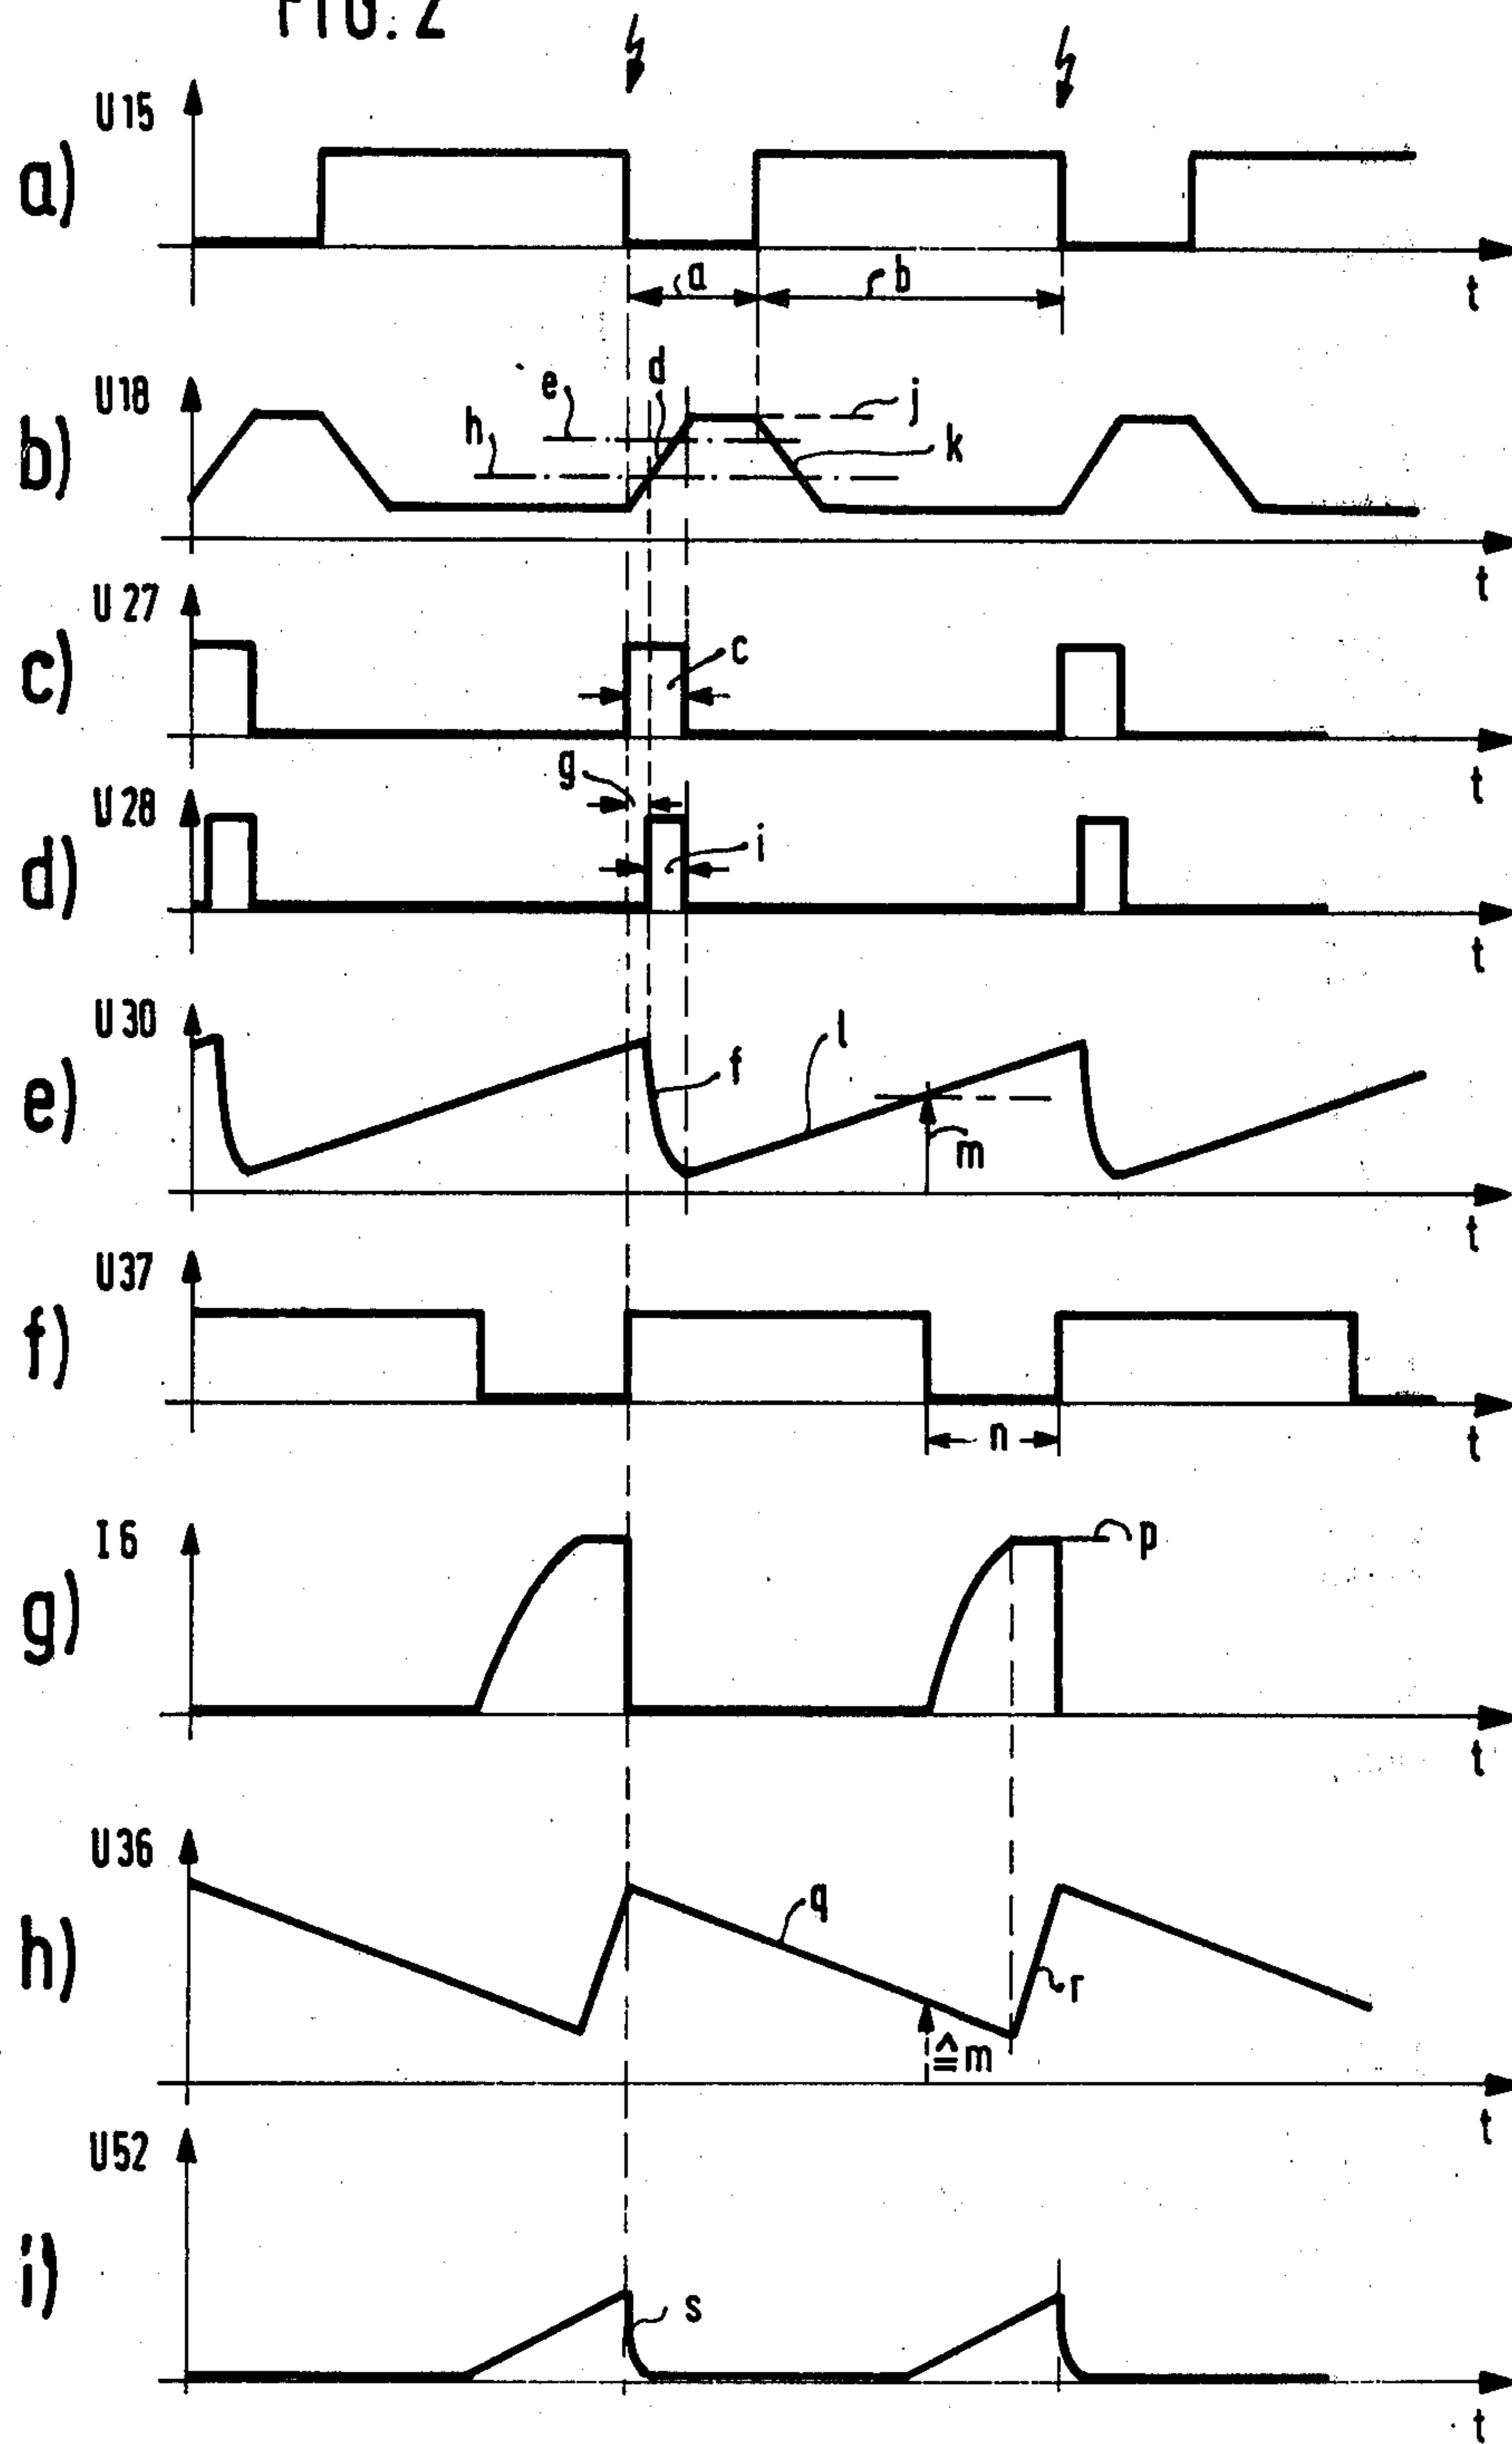 FIG. 2
U15
a)
a
b
t
U18
b)
h
e
d
j
k
t
U27
c)
c
t
g
U28
d)
i
t
U30
e)
f
l
m
t
U37
f)
n
t
I6
g)
p
t
U36
h)
q
r
≙m
t
U52
i)
s
t